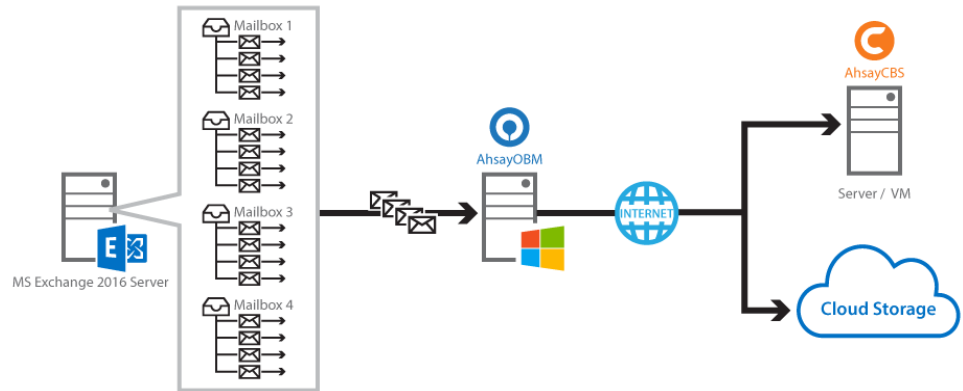 Mailbox 1
Mailbox 2
Mailbox 3
Mailbox 4
E
MS Exchange 2016 Server
AhsayOBM
INTERNET
AhsayCBS
Server / VM
Cloud Storage